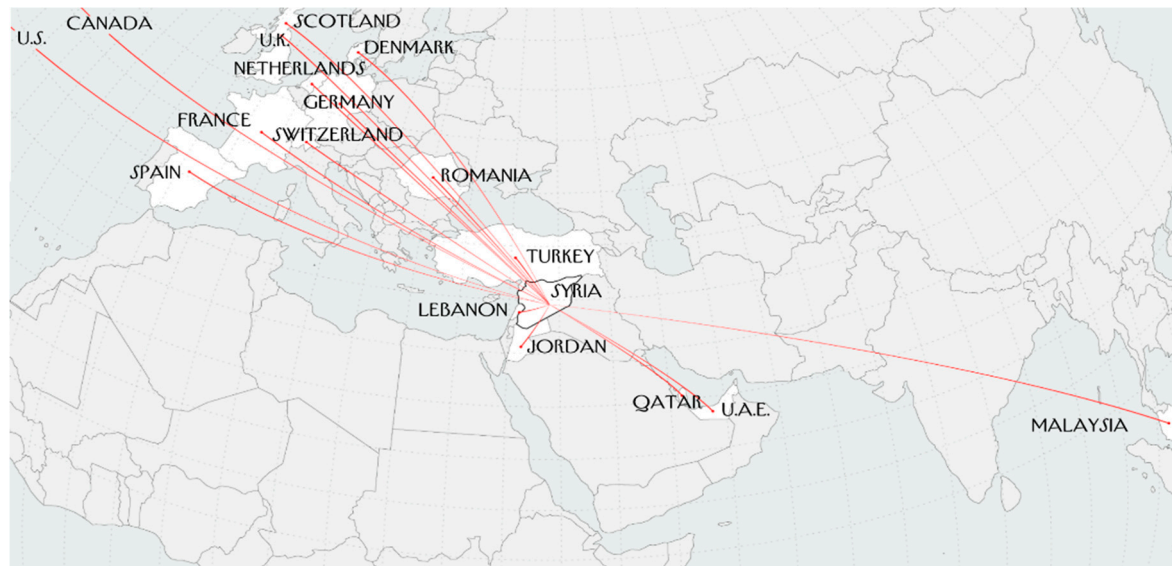 CANADA
SCOTLAND
U.S.
U.K.
DENMARK
NETHERLANDS
GERMANY
FRANCE
SWITZERLAND
SPAIN
ROMANIA
TURKEY
SYRIA
LEBANON
JORDAN
QATAR
U.A.E.
MALAYSIA